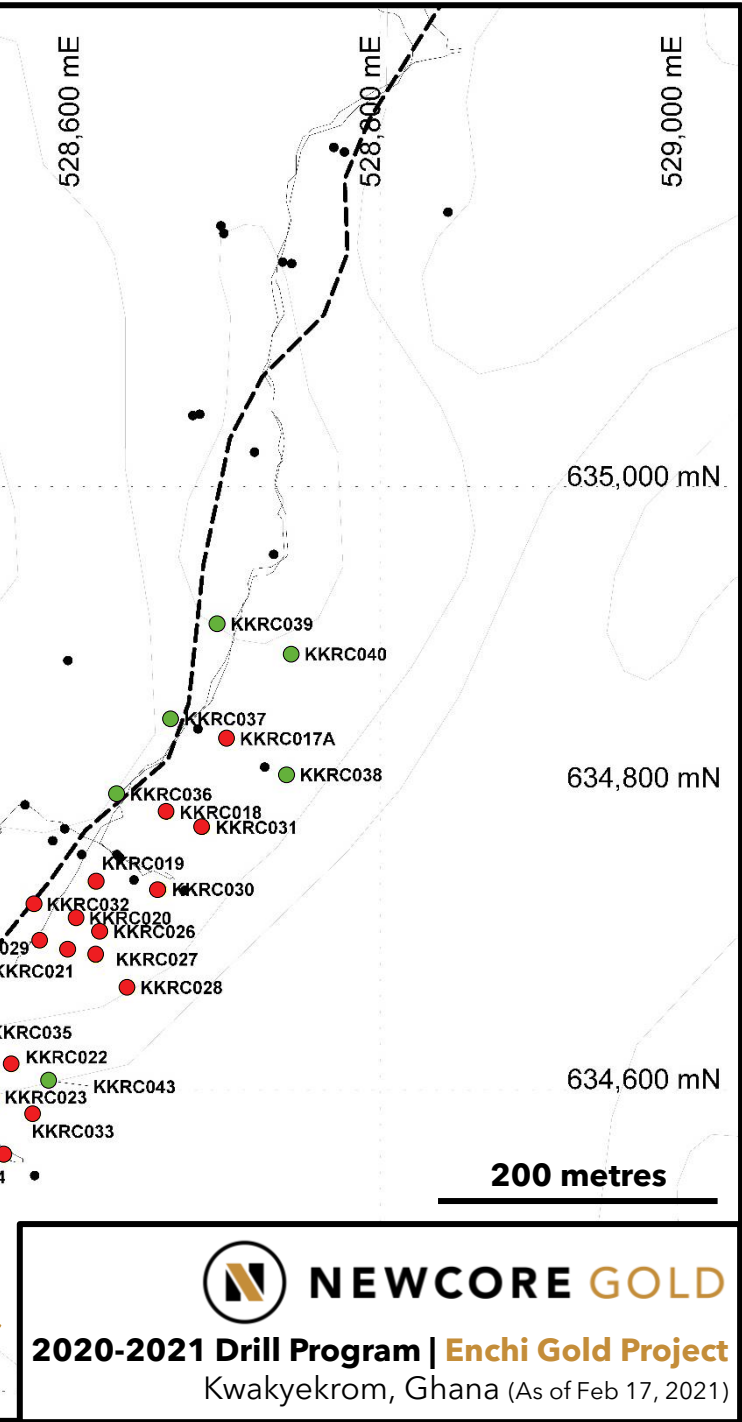 528,600 mE
528,800 mE
529,000 mE
635,000 mN
KKRC039
KKRC040
KKRC037
KKRC017A
KKRC038
634,800 mN
KKRC036
KKRC018
KKRC031
KKRC019
KKRC030
KKRC032
KKRC020
KKRC026
029
KKRC027
KKRC021
KKRC028
KKRC035
KKRC022
634,600 mN
KKRC043
KKRC023
KKRC033
4
200 metres
N NEWCORE GOLD
2020-2021 Drill Program | Enchi Gold Project
Kwakyekrom, Ghana (As of Feb 17, 2021)